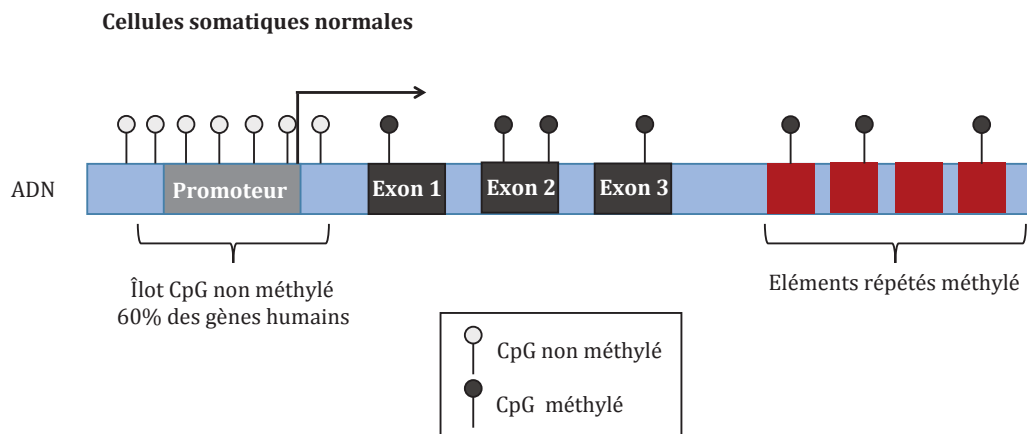 Cellules somatiques normales
ADN
Promoteur
Exon 1
Exon 2
Exon 3
Îlot CpG non méthylé
60% des gènes humains
Eléments répétés méthylé
CpG non méthylé
CpG méthylé